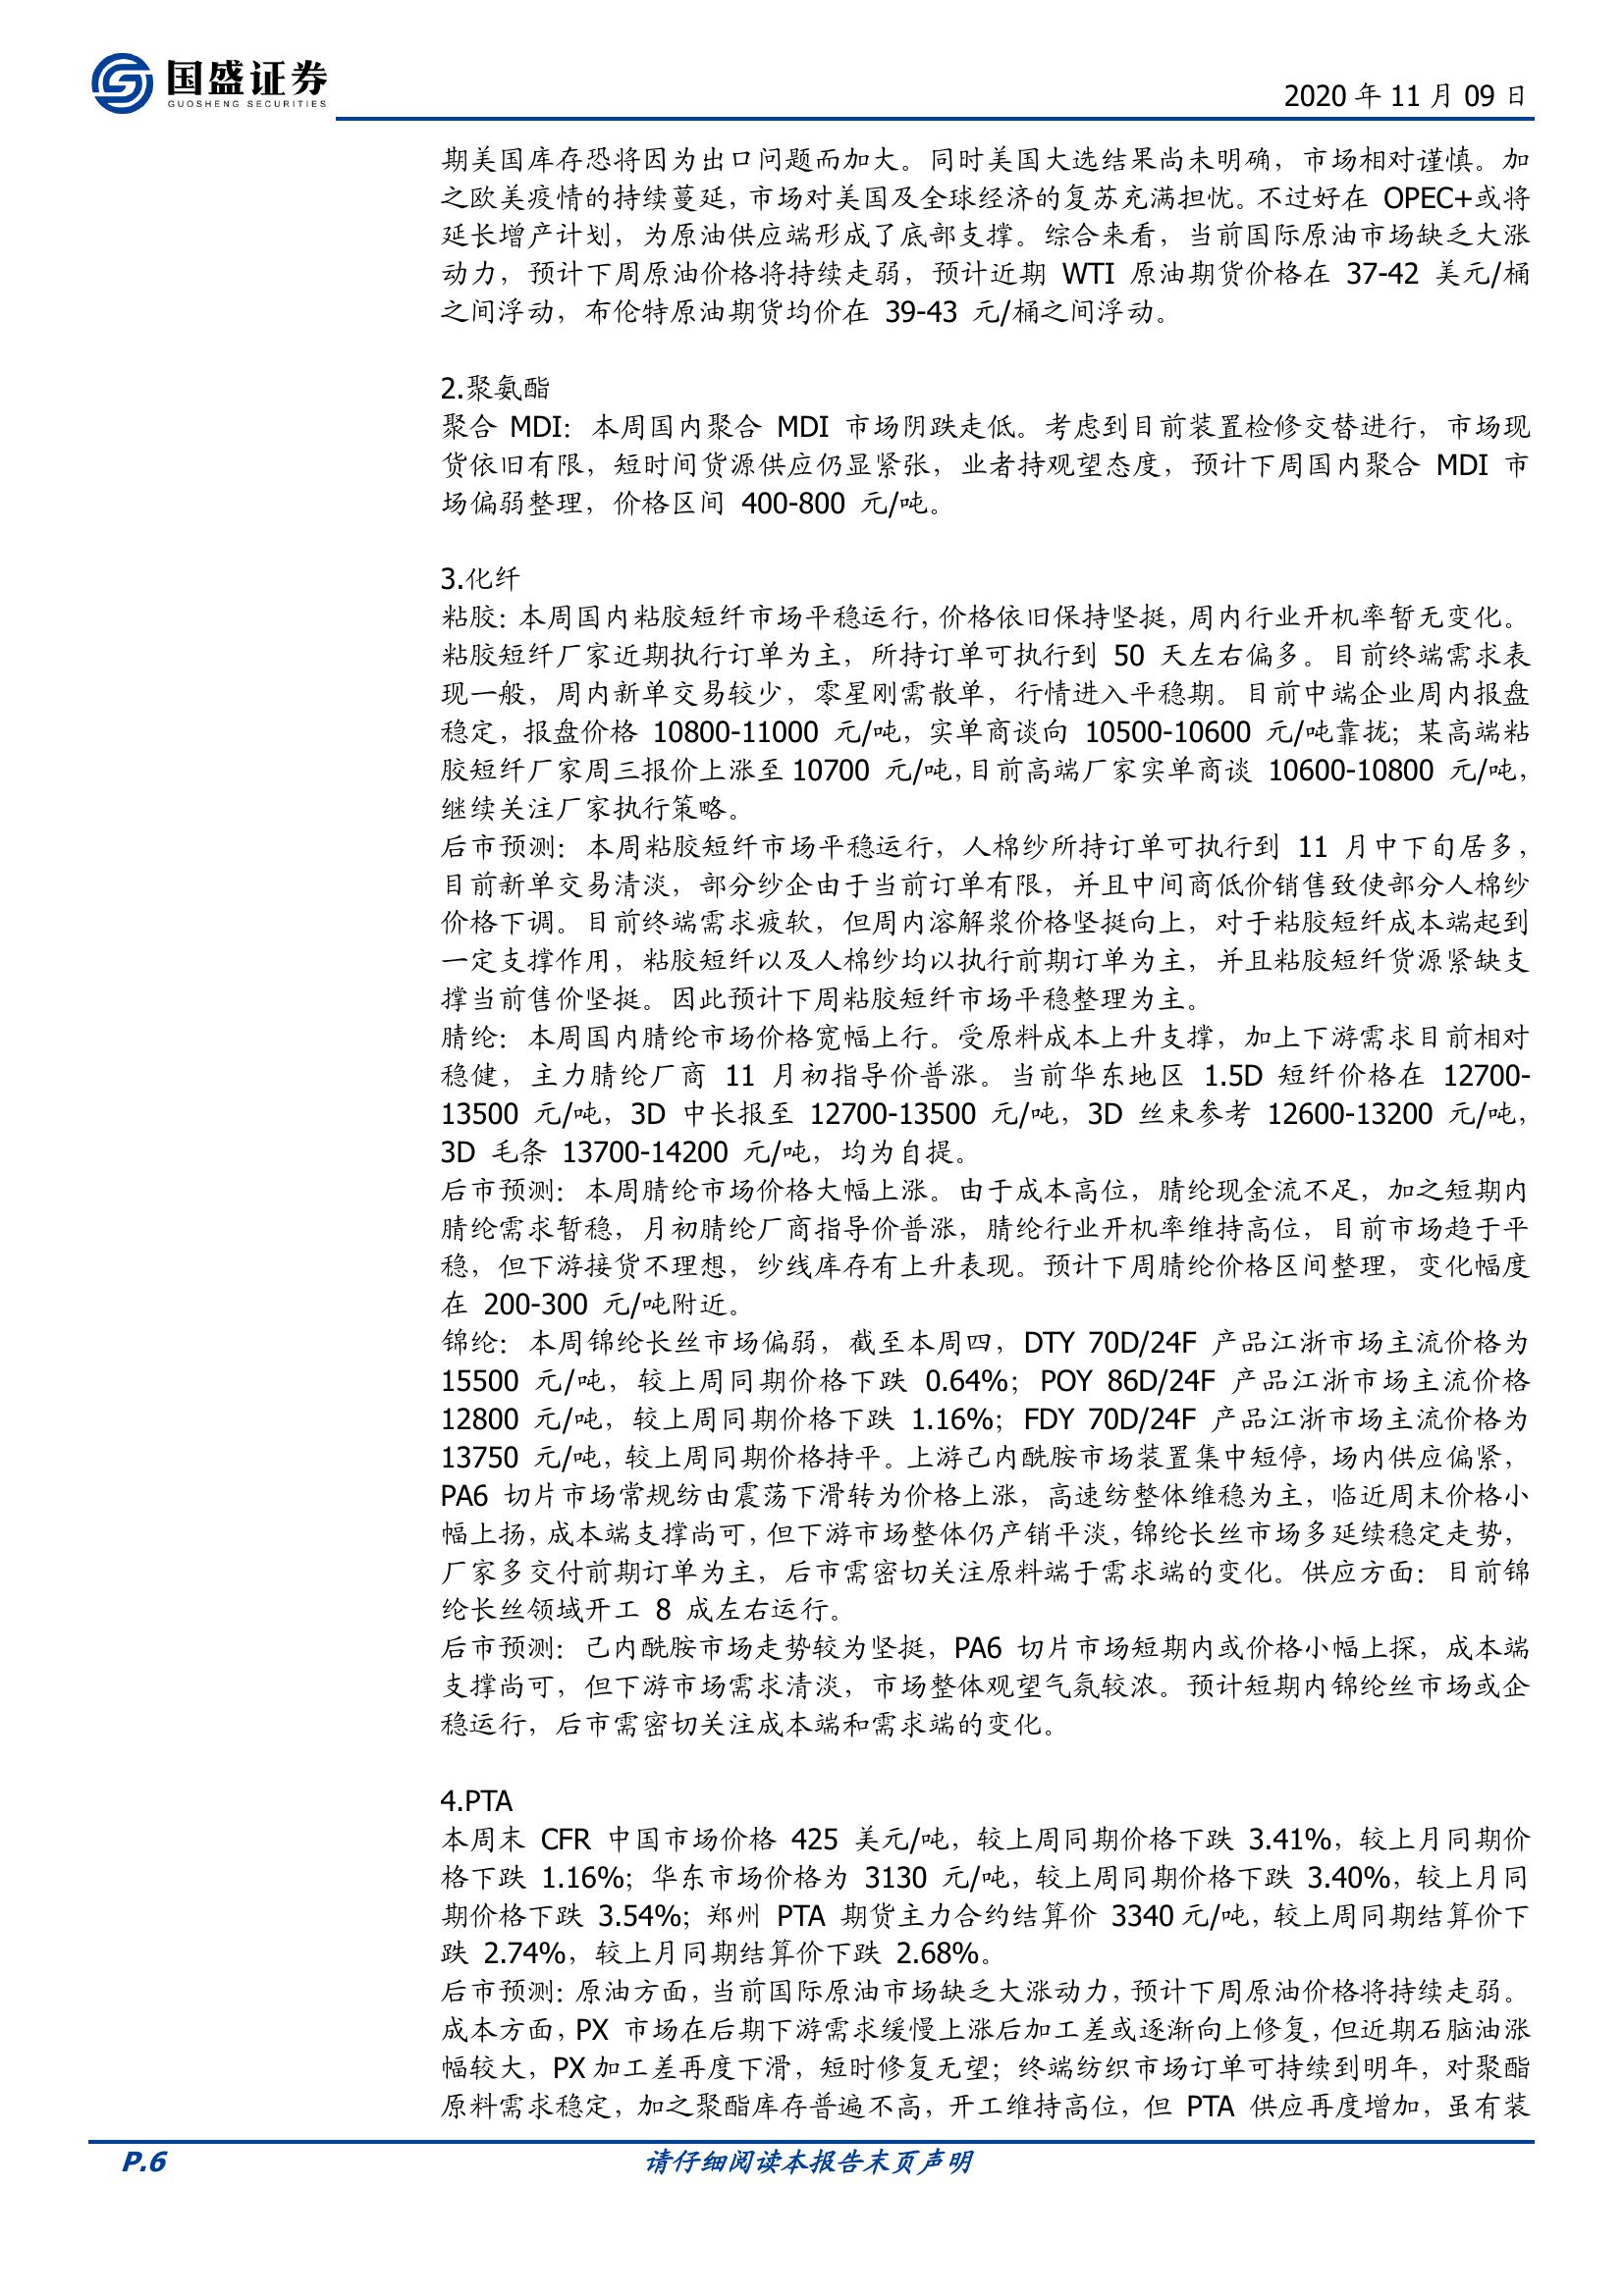 国盛证券
GUOSHENG SECURITIES
2020 年 11 月 09 日
期美国库存恐将因为出口问题而加大。同时美国大选结果尚未明确，市场相对谨慎。加
之欧美疫情的持续蔓延，市场对美国及全球经济的复苏充满担忧。不过好在 OPEC+或将
延长增产计划，为原油供应端形成了底部支撑。综合来看，当前国际原油市场缺乏大涨
动力，预计下周原油价格将持续走弱，预计近期 WTI 原油期货价格在 37-42 美元/桶
之间浮动，布伦特原油期货均价在 39-43 元/桶之间浮动。
2.聚氨酯
聚合 MDI：本周国内聚合 MDI 市场阴跌走低。考虑到目前装置检修交替进行，市场现
货依旧有限，短时间货源供应仍显紧张，业者持观望态度，预计下周国内聚合 MDI 市
场偏弱整理，价格区间 400-800 元/吨。
3.化纤
粘胶：本周国内粘胶短纤市场平稳运行，价格依旧保持坚挺，周内行业开机率暂无变化。
粘胶短纤厂家近期执行订单为主，所持订单可执行到 50 天左右偏多。目前终端需求表
现一般，周内新单交易较少，零星刚需散单，行情进入平稳期。目前中端企业周内报盘
稳定，报盘价格 10800-11000 元/吨，实单商谈向 10500-10600 元/吨靠拢；某高端粘
胶短纤厂家周三报价上涨至 10700 元/吨，目前高端厂家实单商谈 10600-10800 元/吨，
继续关注厂家执行策略。
后市预测：本周粘胶短纤市场平稳运行，人棉纱所持订单可执行到 11 月中下旬居多，
目前新单交易清淡，部分纱企由于当前订单有限，并且中间商低价销售致使部分人棉纱
价格下调。目前终端需求疲软，但周内溶解浆价格坚挺向上，对于粘胶短纤成本端起到
一定支撑作用，粘胶短纤以及人棉纱均以执行前期订单为主，并且粘胶短纤货源紧缺支
撑当前售价坚挺。因此预计下周粘胶短纤市场平稳整理为主。
腈纶：本周国内腈纶市场价格宽幅上行。受原料成本上升支撑，加上下游需求目前相对
稳健，主力腈纶厂商 11 月初指导价普涨。当前华东地区 1.5D 短纤价格在 12700-
13500 元/吨，3D 中长报至 12700-13500 元/吨，3D 丝束参考 12600-13200 元/吨，
3D 毛条 13700-14200 元/吨，均为自提。
后市预测：本周腈纶市场价格大幅上涨。由于成本高位，腈纶现金流不足，加之短期内
腈纶需求暂稳，月初腈纶厂商指导价普涨，腈纶行业开机率维持高位，目前市场趋于平
稳，但下游接货不理想，纱线库存有上升表现。预计下周腈纶价格区间整理，变化幅度
在 200-300 元/吨附近。
锦纶：本周锦纶长丝市场偏弱，截至本周四，DTY 70D/24F 产品江浙市场主流价格为
15500 元/吨，较上周同期价格下跌 0.64%；POY 86D/24F 产品江浙市场主流价格
12800 元/吨，较上周同期价格下跌 1.16%；FDY 70D/24F 产品江浙市场主流价格为
13750 元/吨，较上周同期价格持平。上游己内酰胺市场装置集中短停，场内供应偏紧，
PA6 切片市场常规纺由震荡下滑转为价格上涨，高速纺整体维稳为主，临近周末价格小
幅上扬，成本端支撑尚可，但下游市场整体仍产销平淡，锦纶长丝市场多延续稳定走势，
厂家多交付前期订单为主，后市需密切关注原料端于需求端的变化。供应方面：目前锦
纶长丝领域开工 8 成左右运行。
后市预测：己内酰胺市场走势较为坚挺，PA6 切片市场短期内或价格小幅上探，成本端
支撑尚可，但下游市场需求清淡，市场整体观望气氛较浓。预计短期内锦纶丝市场或企
稳运行，后市需密切关注成本端和需求端的变化。
4.PTA
本周末 CFR 中国市场价格 425 美元/吨，较上周同期价格下跌 3.41%，较上月同期价
格下跌 1.16%；华东市场价格为 3130 元/吨，较上周同期价格下跌 3.40%，较上月同
期价格下跌 3.54%；郑州 PTA 期货主力合约结算价 3340 元/吨，较上周同期结算价下
跌 2.74%，较上月同期结算价下跌 2.68%。
后市预测：原油方面，当前国际原油市场缺乏大涨动力，预计下周原油价格将持续走弱。
成本方面，PX 市场在后期下游需求缓慢上涨后加工差或逐渐向上修复，但近期石脑油涨
幅较大，PX 加工差再度下滑，短时修复无望；终端纺织市场订单可持续到明年，对聚酯
原料需求稳定，加之聚酯库存普遍不高，开工维持高位，但 PTA 供应再度增加，虽有装
P.6
请仔细阅读本报告末页声明